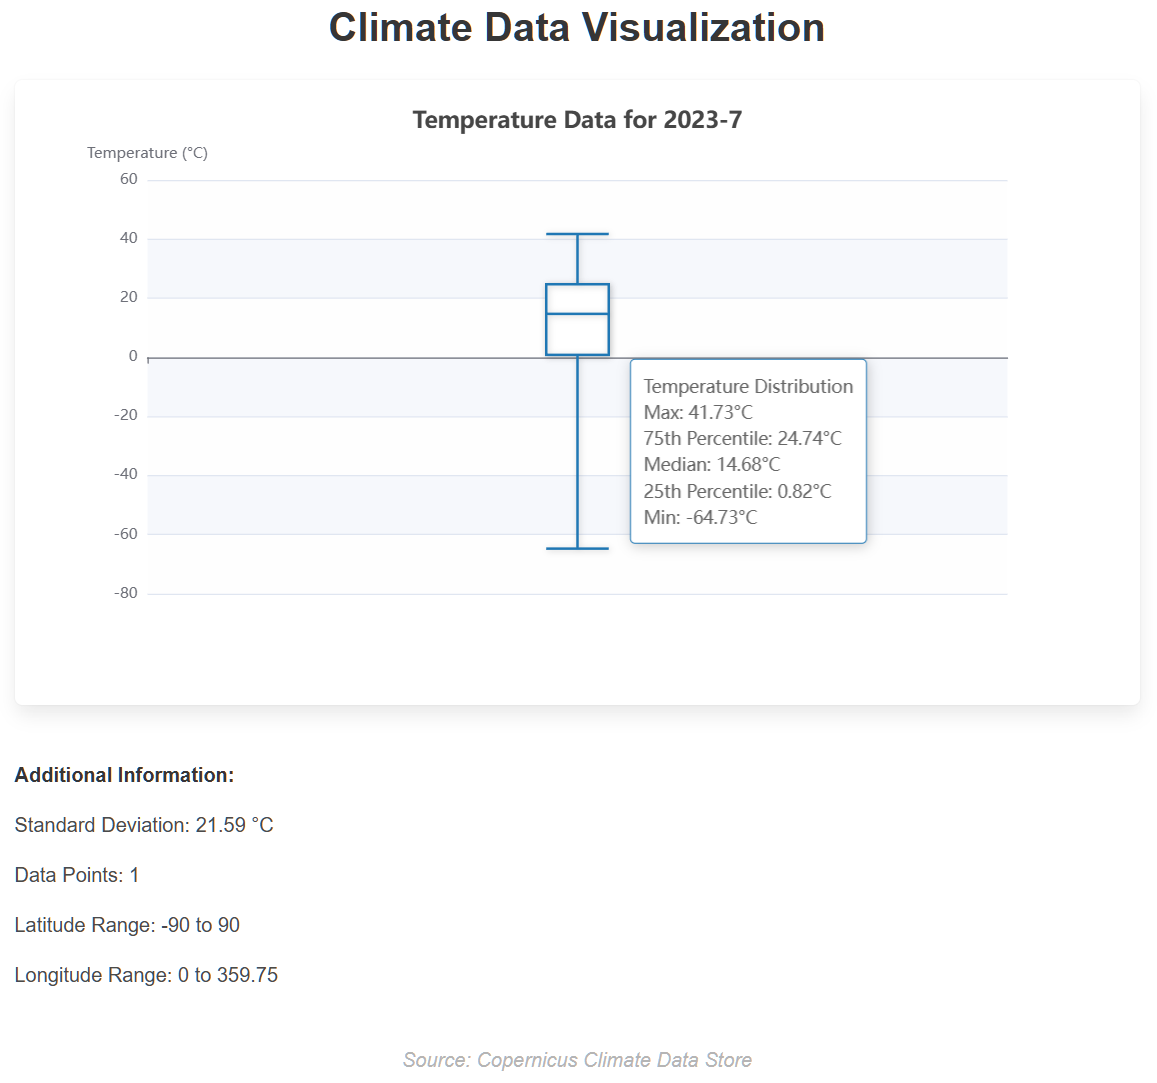 Climate Data Visualization
Temperature Data for 2023-7
Temperature (°C)
60
40
20
0
-20
-40
-60
-80
Temperature Distribution
Max: 41.73°C
75th Percentile: 24.74°C
Median: 14.68°C
25th Percentile: 0.82°C
Min: -64.73°C
Additional Information:
Standard Deviation: 21.59 °C
Data Points: 1
Latitude Range: -90 to 90
Longitude Range: 0 to 359.75
Source: Copernicus Climate Data Store